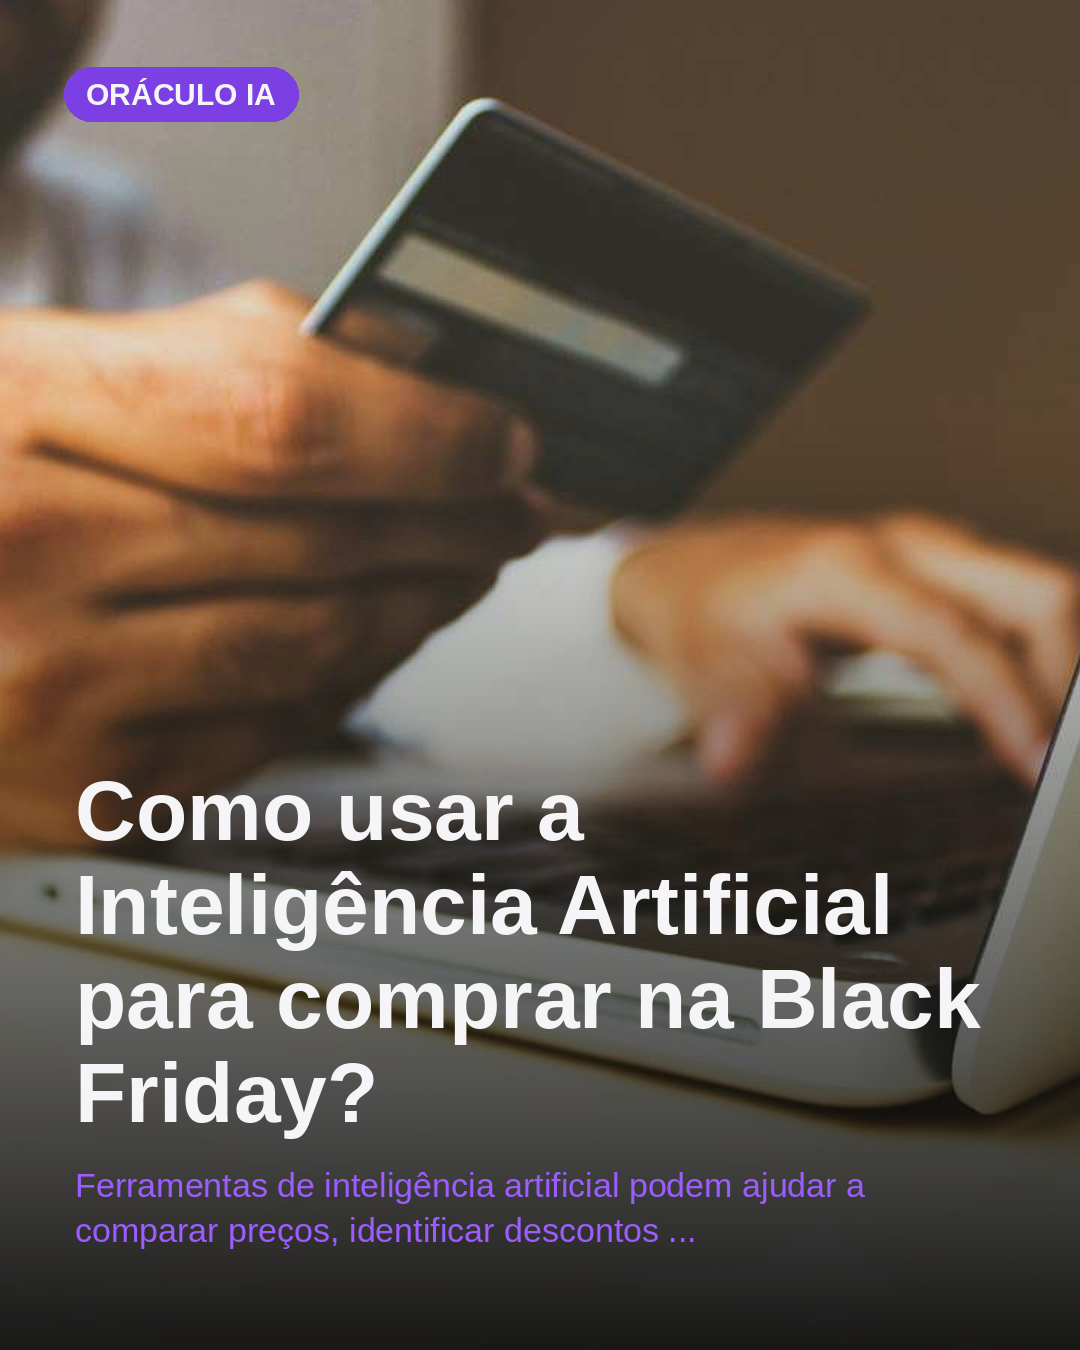 ORÁCULO IA
Como usar a
Inteligência Artificial
para comprar na Black
Friday?
Ferramentas de inteligência artificial podem ajudar a
comparar preços, identificar descontos ...